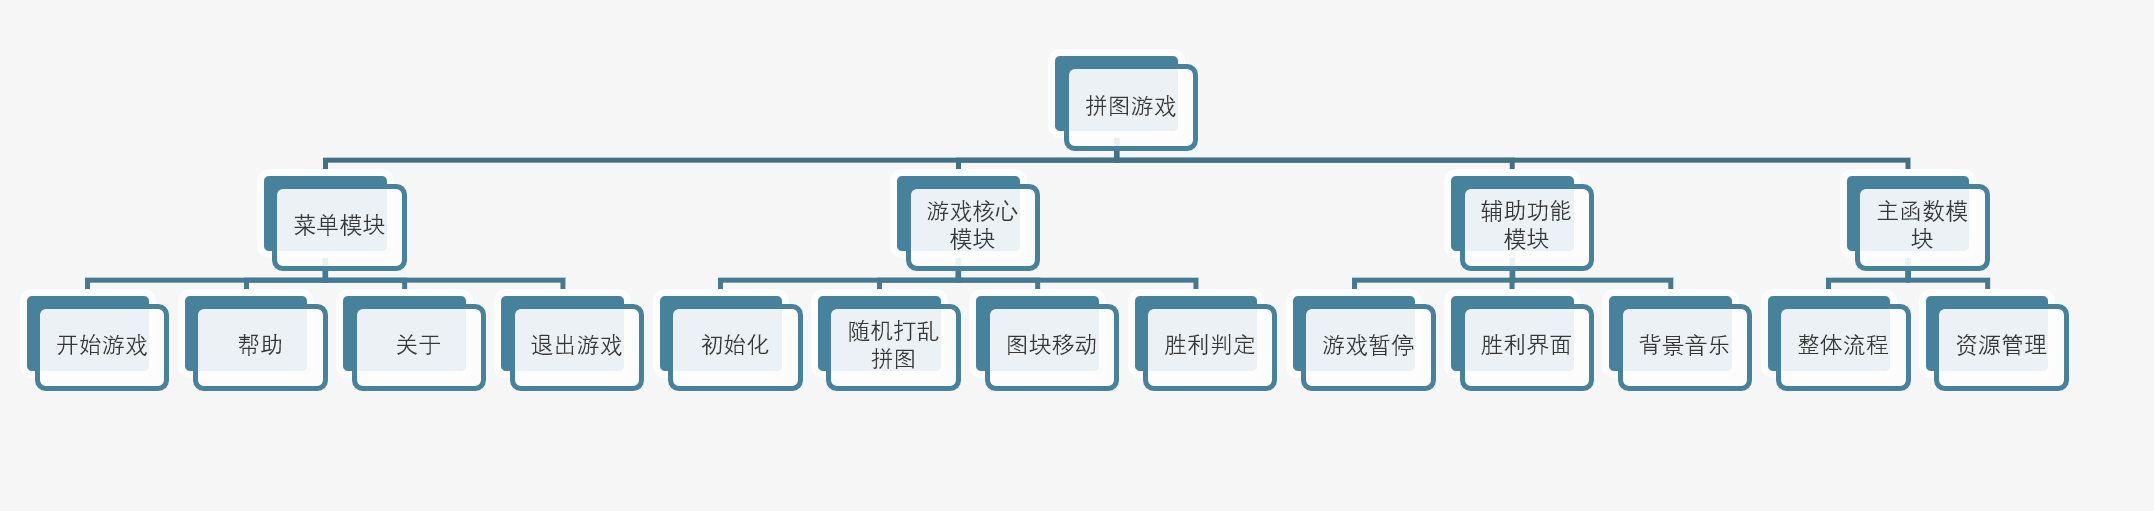 拼图游戏
菜单模块
游戏核心
模块
辅助功能
模块
主函数模
块
开始游戏
帮助
关于
退出游戏
初始化
随机打乱
拼图
图块移动
胜利判定
游戏暂停
胜利界面
背景音乐
整体流程
资源管理